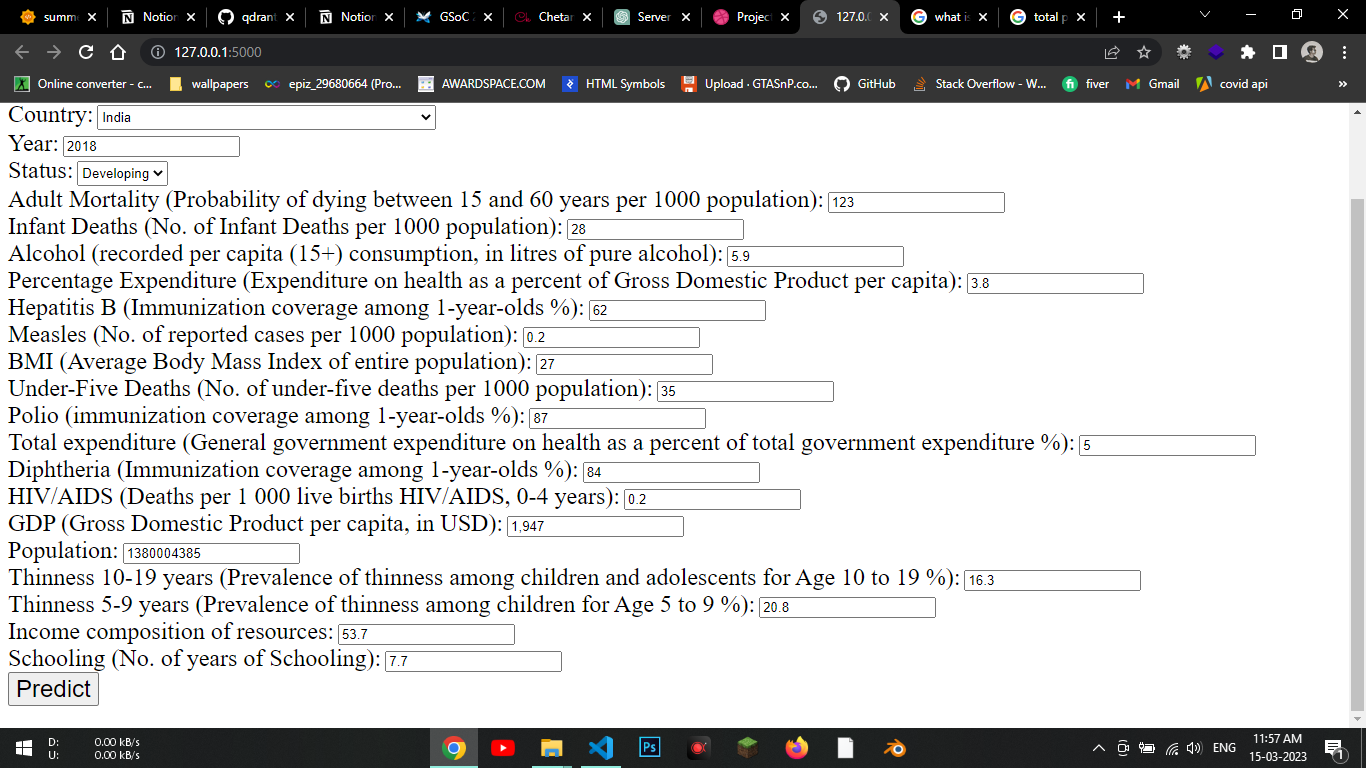 summ
Notion
qdrant
Notion
GSoC
Chetan
Server
Project
127.0.0
what is
total p
127.0.0.1:5000
Online converter - c...
wallpapers
epiz_29680664 (Pro...
AWARDSPACE.COM
HTML Symbols
Upload · GTASnP.co...
GitHub
Stack Overflow - W...
fiver
Gmail
covid api
»
Country: India
Year: 2018
Status: Developing
Adult Mortality (Probability of dying between 15 and 60 years per 1000 population): 123
Infant Deaths (No. of Infant Deaths per 1000 population): 28
Alcohol (recorded per capita (15+) consumption, in litres of pure alcohol): 5.9
Percentage Expenditure (Expenditure on health as a percent of Gross Domestic Product per capita): 3.8
Hepatitis B (Immunization coverage among 1-year-olds %): 62
Measles (No. of reported cases per 1000 population): 0.2
BMI (Average Body Mass Index of entire population): 27
Under-Five Deaths (No. of under-five deaths per 1000 population): 35
Polio (immunization coverage among 1-year-olds %): 87
Total expenditure (General government expenditure on health as a percent of total government expenditure %): 5
Diphtheria (Immunization coverage among 1-year-olds %): 84
HIV/AIDS (Deaths per 1 000 live births HIV/AIDS, 0-4 years): 0.2
GDP (Gross Domestic Product per capita, in USD): 1,947
Population: 1380004385
Thinness 10-19 years (Prevalence of thinness among children and adolescents for Age 10 to 19 %): 16.3
Thinness 5-9 years (Prevalence of thinness among children for Age 5 to 9 %): 20.8
Income composition of resources: 53.7
Schooling (No. of years of Schooling): 7.7
Predict
D: 0.00 kB/s
U: 0.00 kB/s
Ps
ENG
11:57 AM
15-03-2023
1